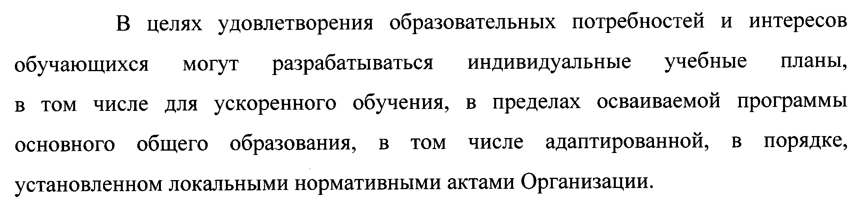 В целях удовлетворения образовательных потребностей и интересов
обучающихся могут разрабатываться индивидуальные учебные планы,
в том числе для ускоренного обучения, в пределах осваиваемой программы
основного общего образования, в том числе адаптированной, в порядке,
установленном локальными нормативными актами Организации.